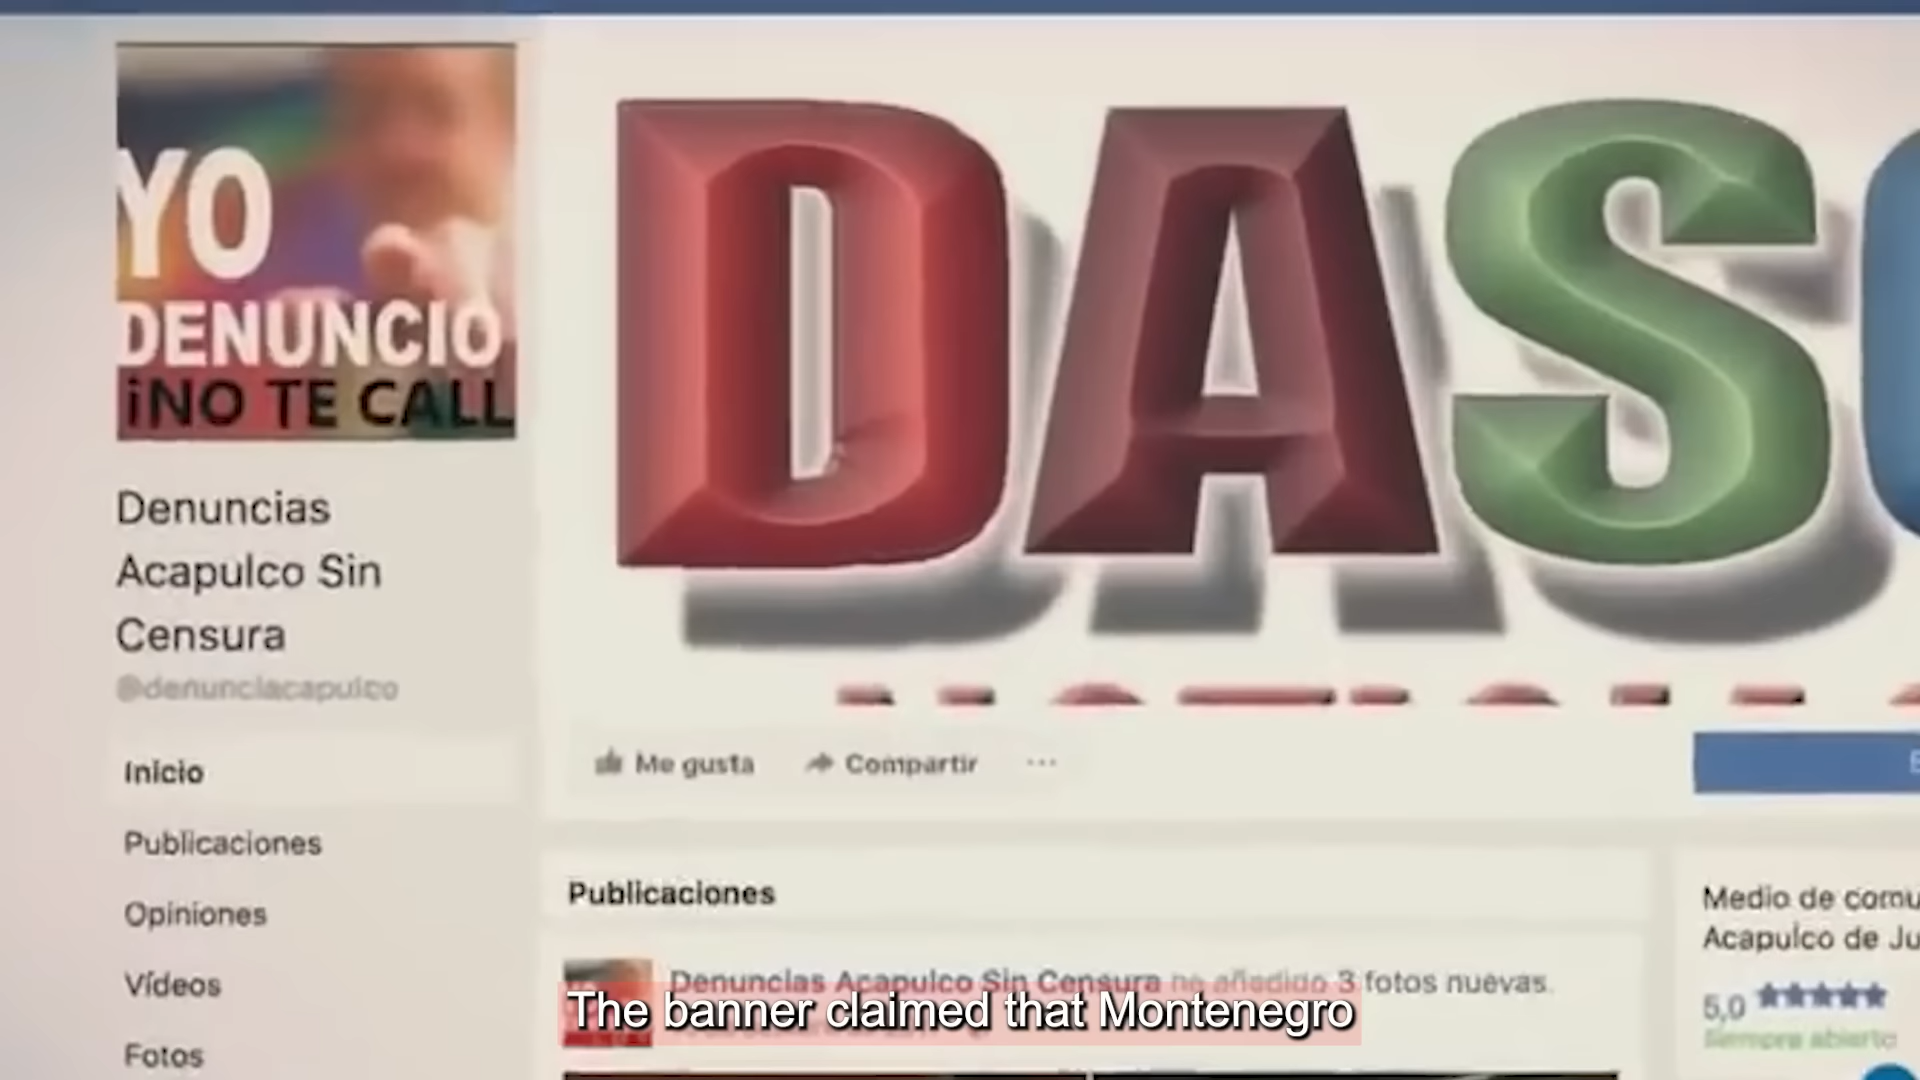 YO
DENUNCIO
¡NO TE CALL
DAS
Denuncias
Acapulco Sin
Censura
@denunciacapulco
Inicio
Publicaciones
Opiniones
Vídeos
Fotos
Me gusta
Compartir
Publicaciones
Denuncias Acapulco Sin Censura ha añadido 3 fotos nuevas.
Medio de comu
Acapulco de Ju
5,0
Siempre abierto
The banner claimed that Montenegro